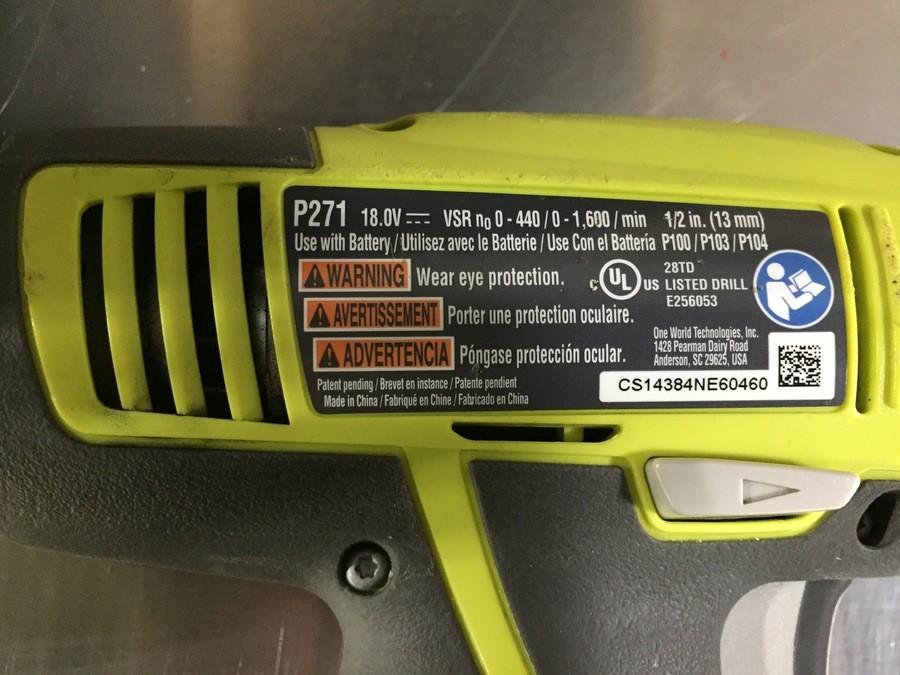 P271 18.0V VSR n0 0 - 440 / 0 - 1,600 / min 1/2 in. (13 mm)
Use with Battery / Utilisez avec le Batterie / Use Con el Batería P100 / P103 / P104
WARNING Wear eye protection.
AVERTISSEMENT Porter une protection oculaire.
ADVERTENCIA Póngase protección ocular.
Patent pending / Brevet en instance / Patente pendient
Made in China / Fabriqué en Chine / Fabricado en China
C UL US
28TD
LISTED DRILL
E256053
One World Technologies, Inc.
1428 Pearman Dairy Road
Anderson, SC 29625, USA
CS14384NE60460